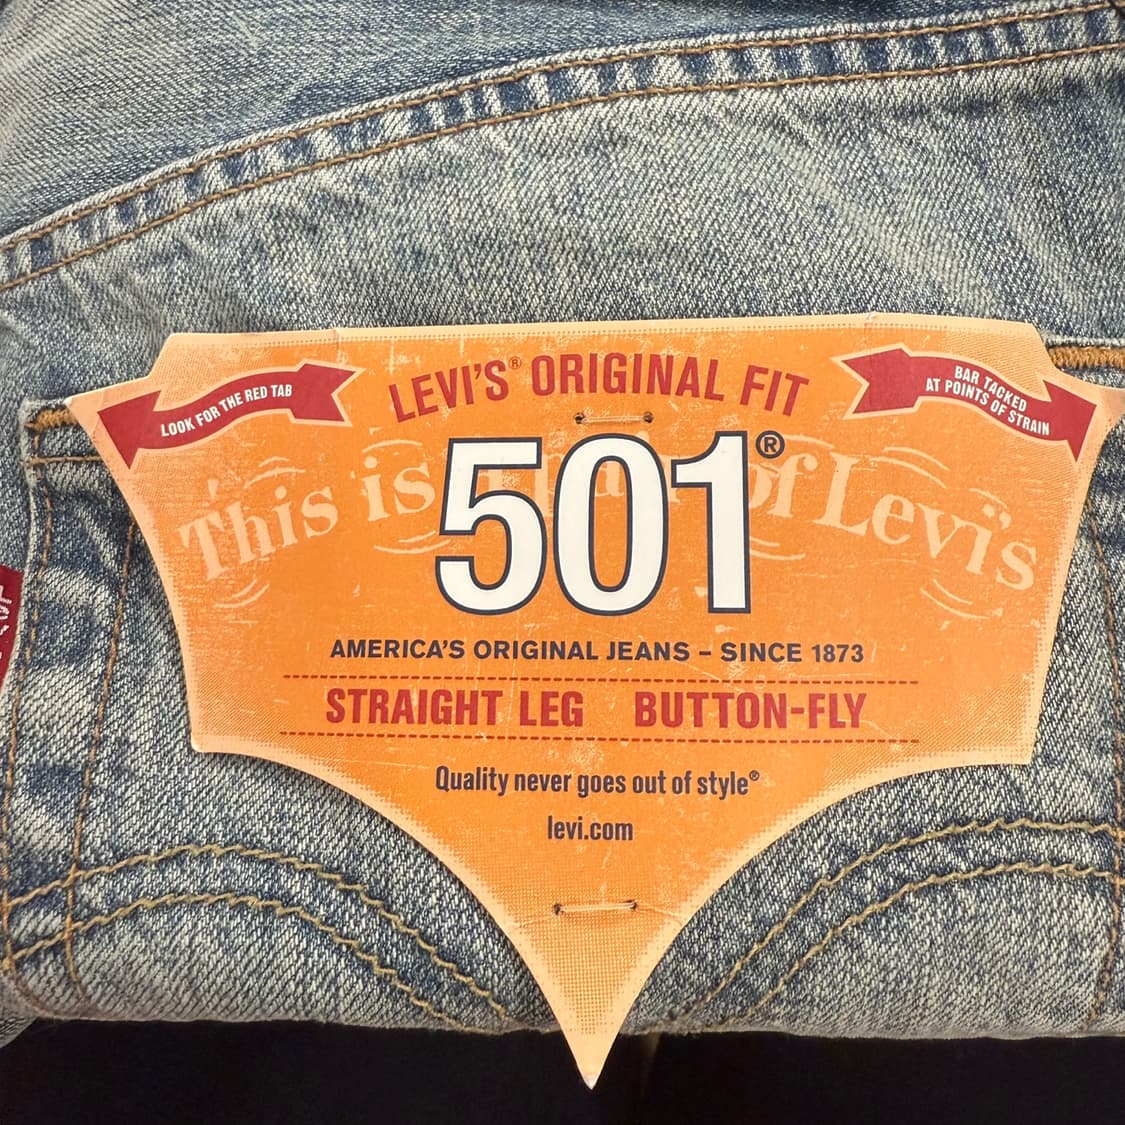 LOOK FOR THE RED TAB
LEVI'S® ORIGINAL FIT
BAR TACKED
AT POINTS OF STRAIN
501®
This is of Levi's
AMERICA'S ORIGINAL JEANS – SINCE 1873
STRAIGHT LEG BUTTON-FLY
Quality never goes out of style®
levi.com